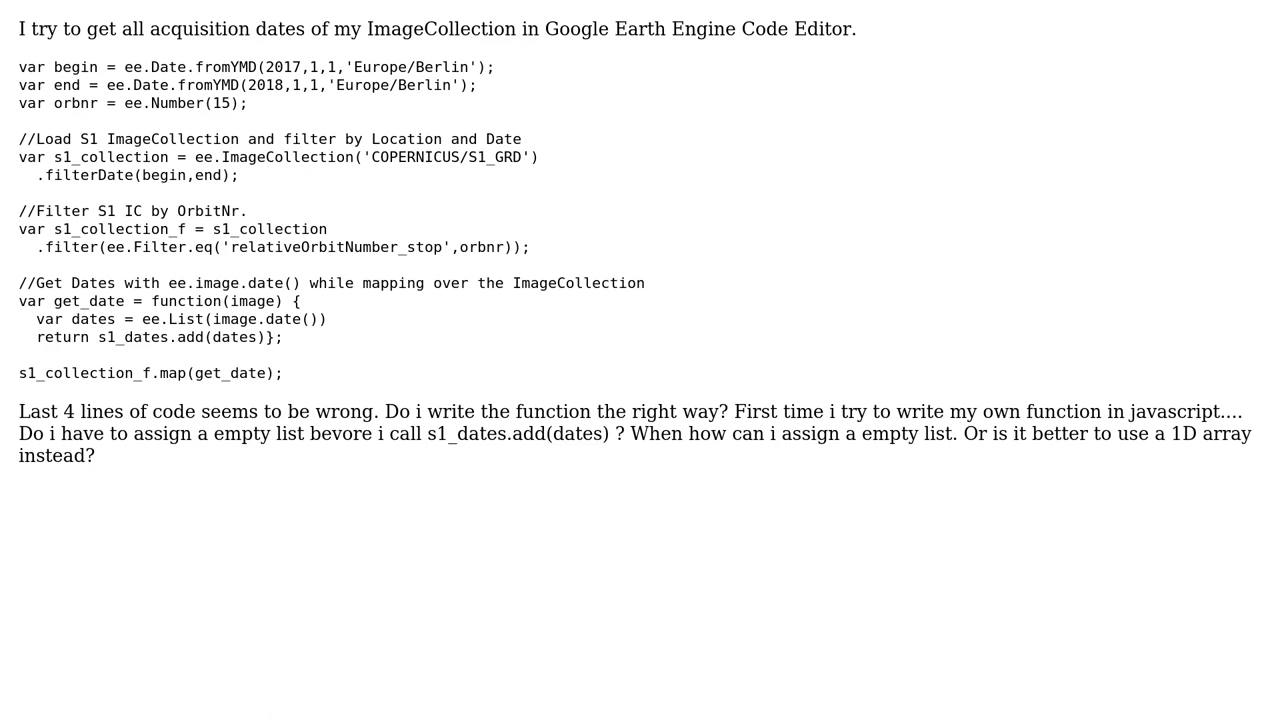 I try to get all acquisition dates of my ImageCollection in Google Earth Engine Code Editor.
var begin = ee.Date.fromYMD(2017,1,1,'Europe/Berlin');
var end = ee.Date.fromYMD(2018,1,1,'Europe/Berlin');
var orbnr = ee.Number(15);
//Load S1 ImageCollection and filter by Location and Date
var s1_collection = ee.ImageCollection('COPERNICUS/S1_GRD')
  .filterDate(begin,end);
//Filter S1 IC by OrbitNr.
var s1_collection_f = s1_collection
  .filter(ee.Filter.eq('relativeOrbitNumber_stop',orbnr));
//Get Dates with ee.image.date() while mapping over the ImageCollection
var get_date = function(image) {
  var dates = ee.List(image.date())
  return s1_dates.add(dates)};
s1_collection_f.map(get_date);
Last 4 lines of code seems to be wrong. Do i write the function the right way? First time i try to write my own function in javascript....
Do i have to assign a empty list bevore i call s1_dates.add(dates) ? When how can i assign a empty list. Or is it better to use a 1D array
instead?